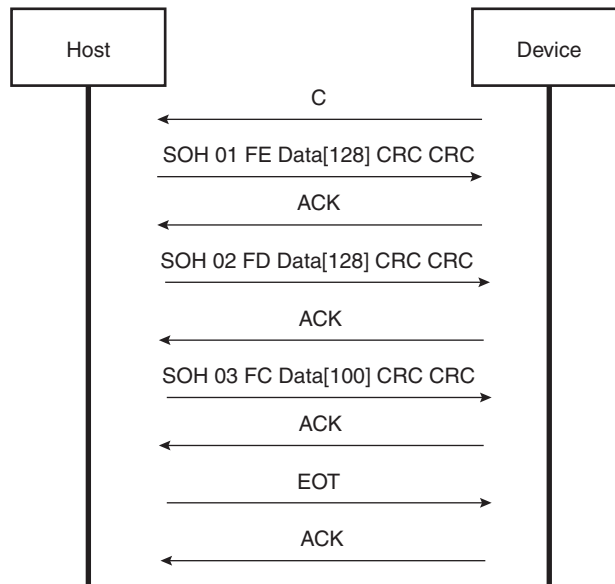 Host
Device
C
SOH 01 FE Data[128] CRC CRC
ACK
SOH 02 FD Data[128] CRC CRC
ACK
SOH 03 FC Data[100] CRC CRC
ACK
EOT
ACK